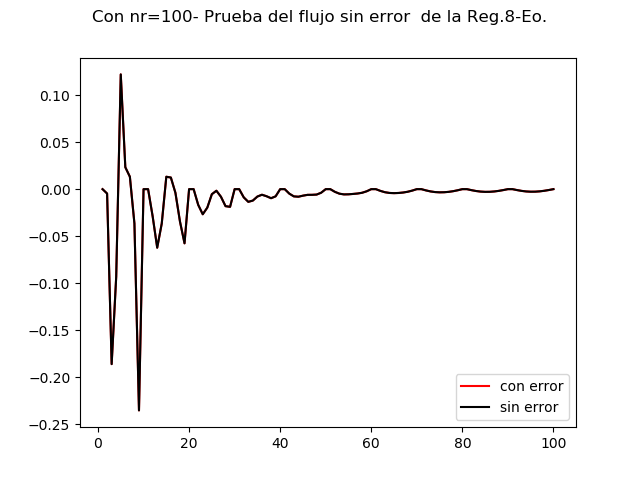 Con nr=100- Prueba del flujo sin error  de la Reg.8-Eo.
0.10
0.05
0.00
−0.05
−0.10
−0.15
−0.20
−0.25
0 20 40 60 80 100
con error
sin error